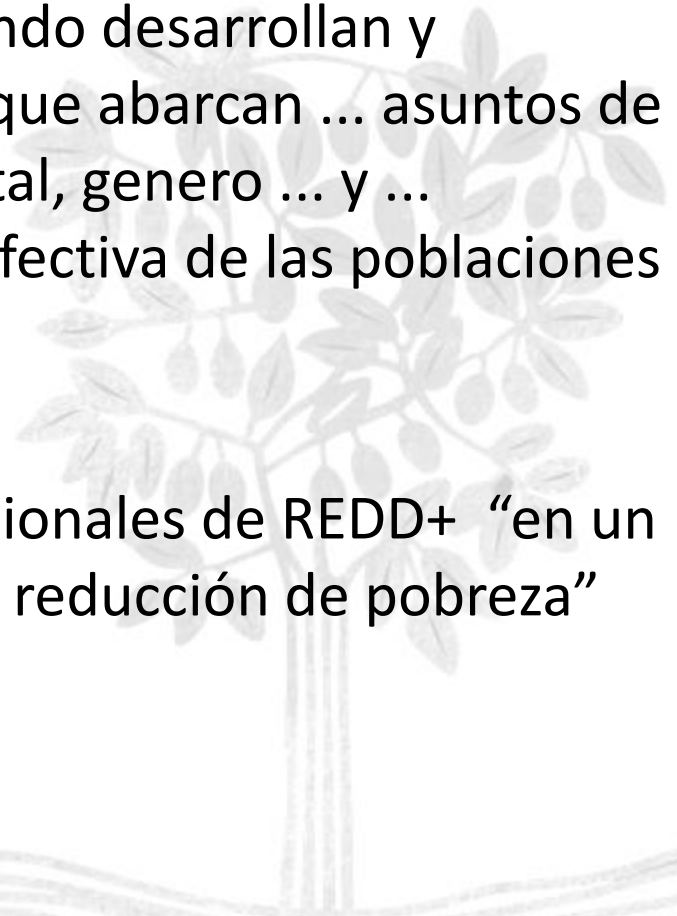 ndo desarrollan y
que abarcan ... asuntos de
tal, genero ... y ...
fectiva de las poblaciones
ionales de REDD+ “en un
reducción de pobreza”